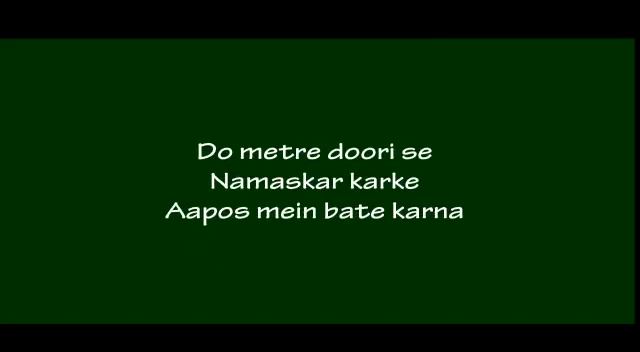 Do metre doori se
Namaskar karke
Aapos mein bate karna